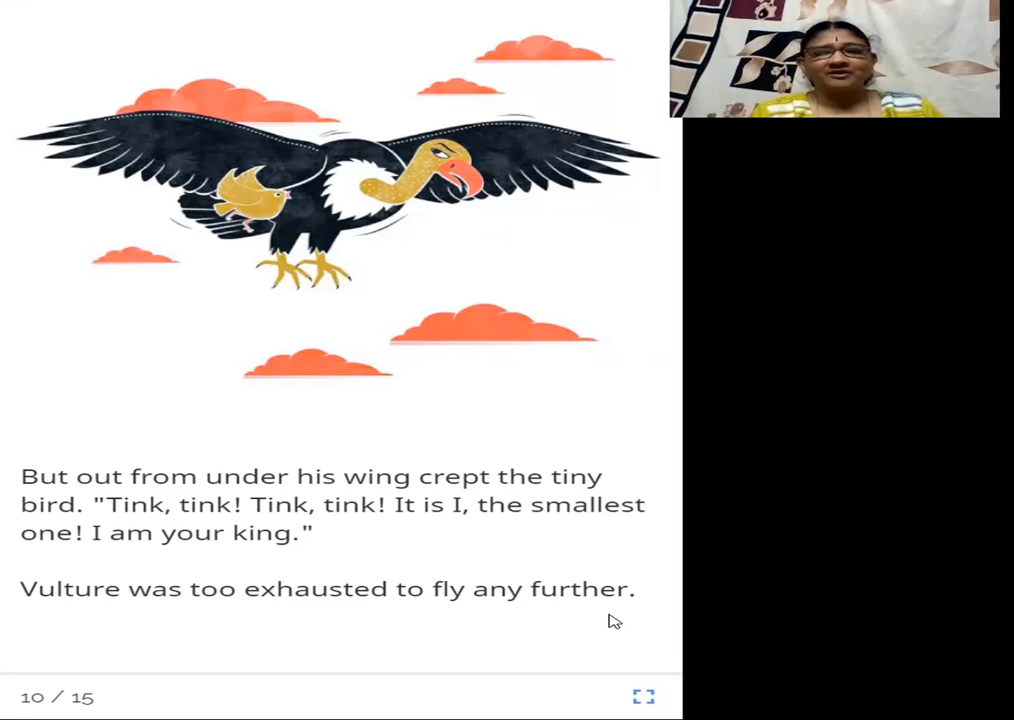 But out from under his wing crept the tiny
bird. "Tink, tink! Tink, tink! It is I, the smallest
one! I am your king."
Vulture was too exhausted to fly any further.
10 / 15